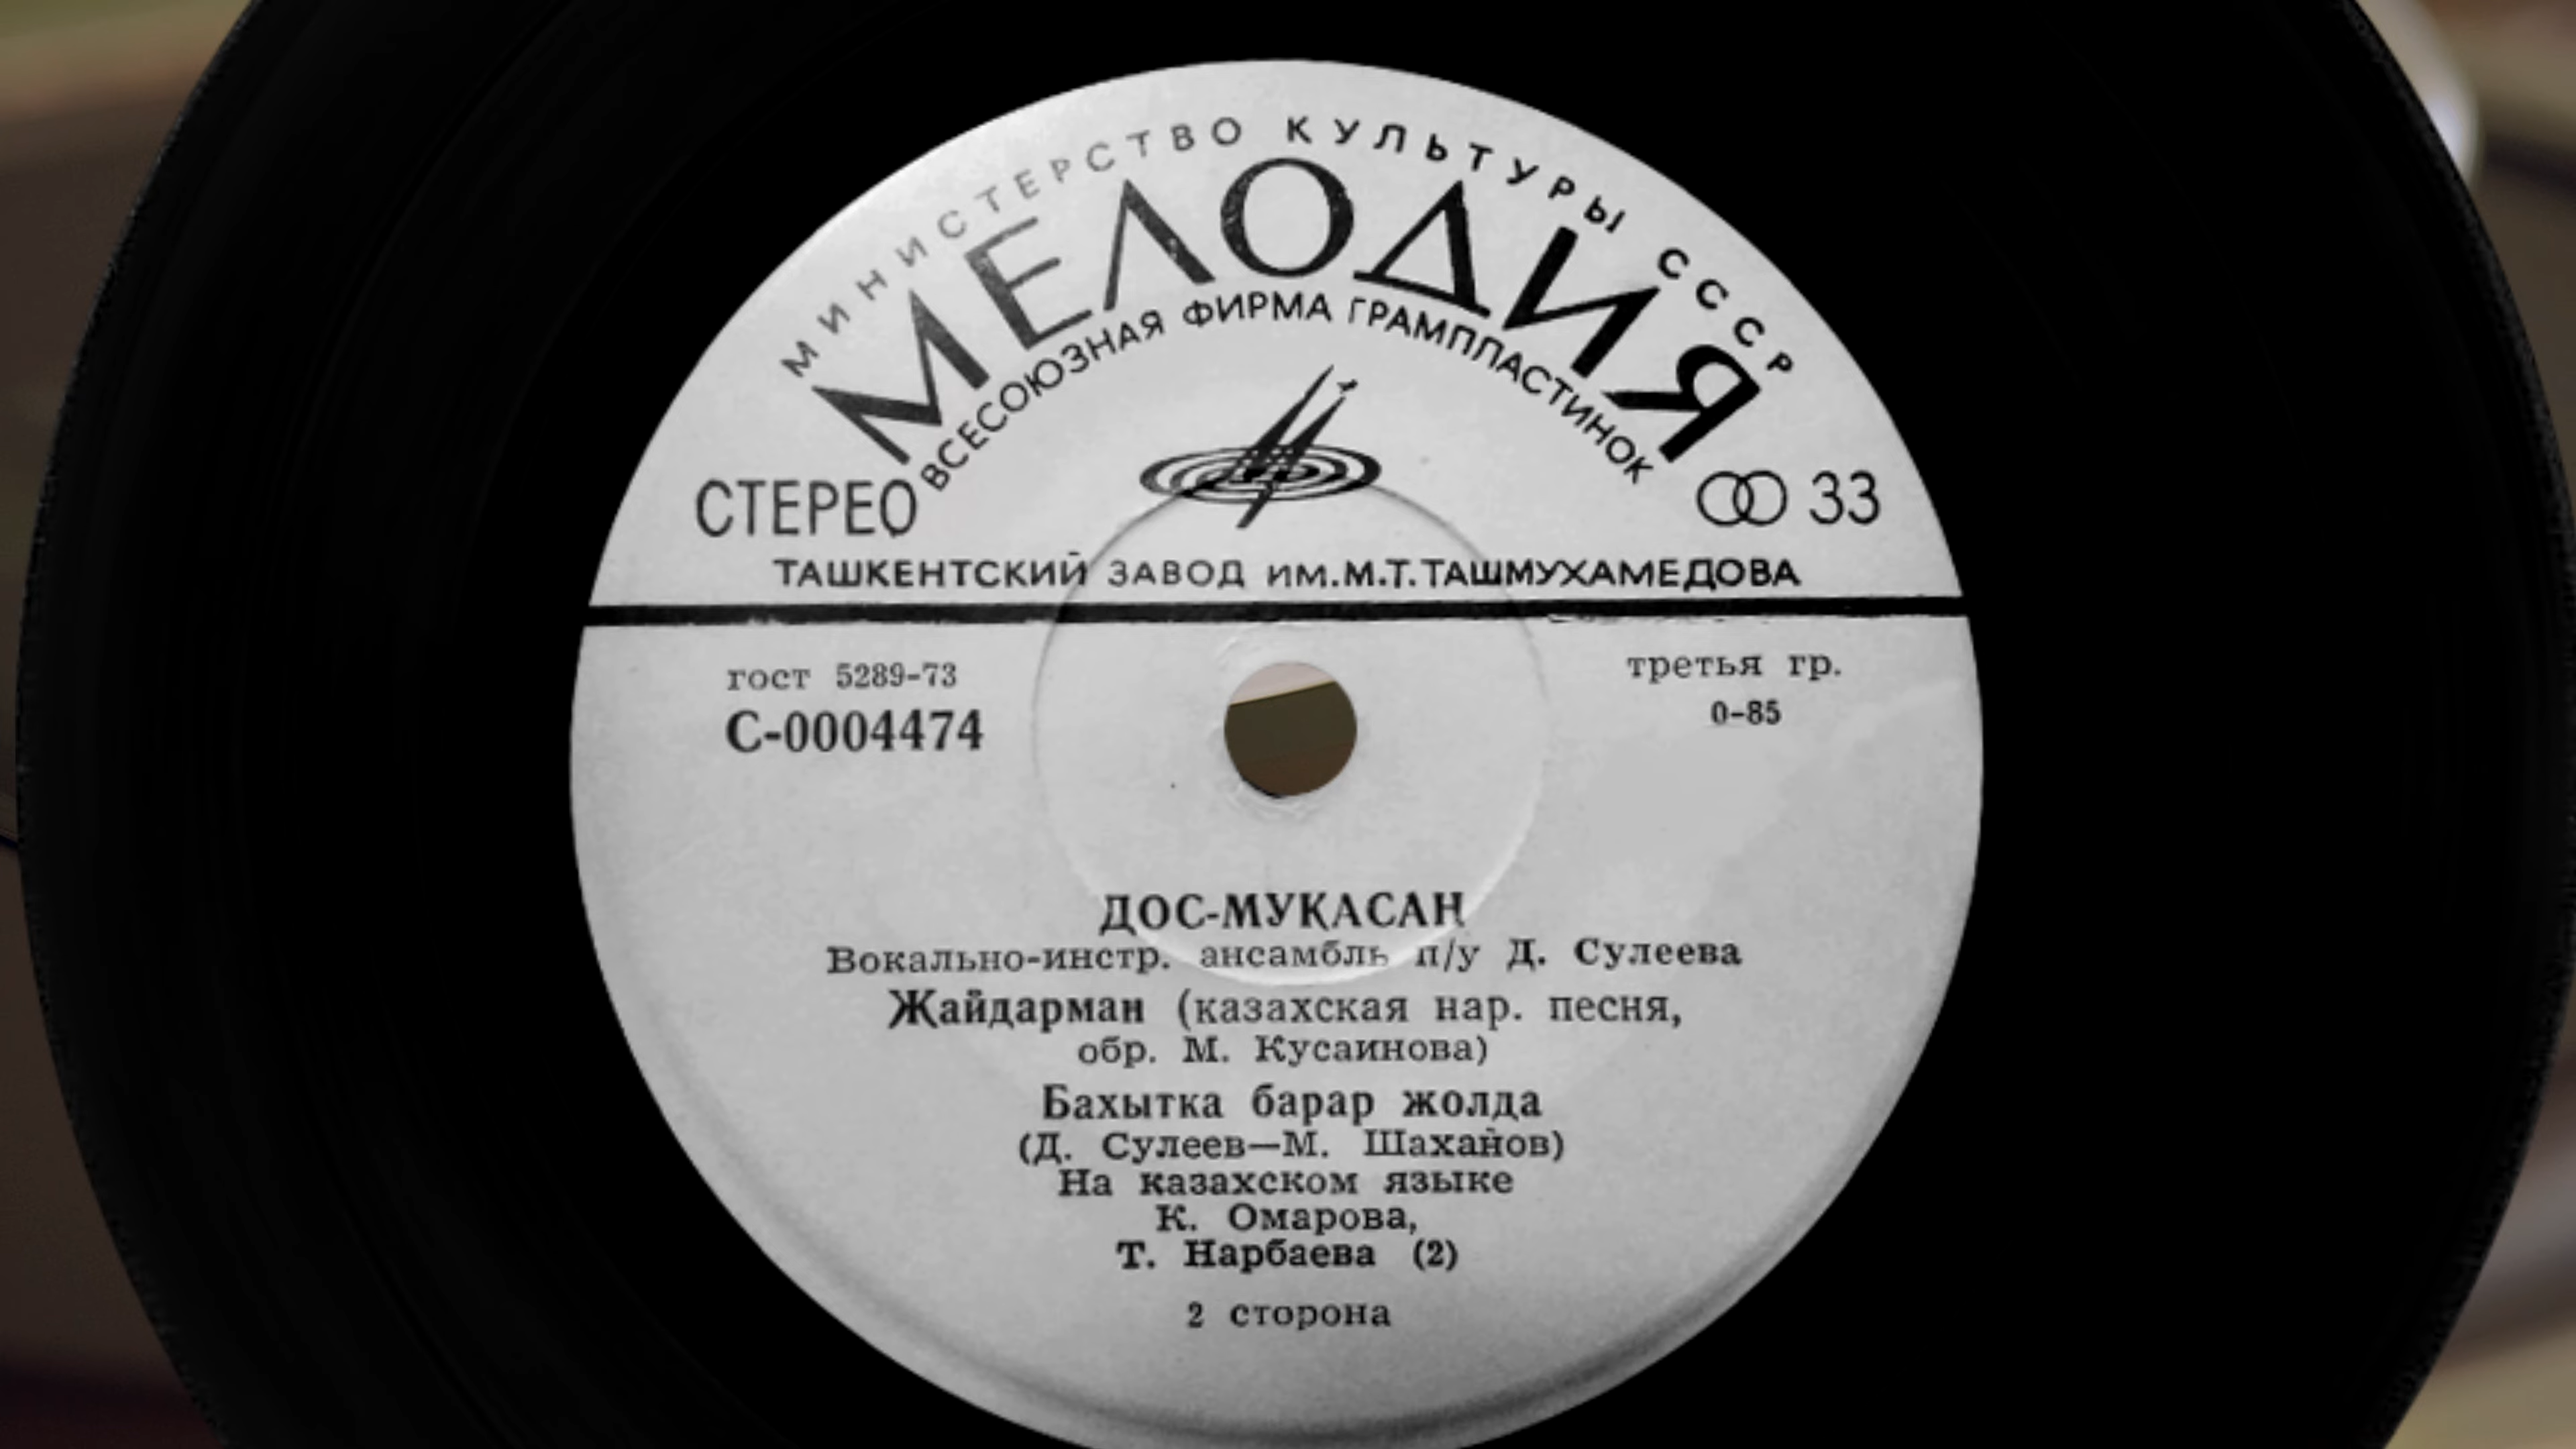 МИНИСТЕРСТВО КУЛЬТУРЫ СССР
МЕЛОДИЯ
ВСЕСОЮЗНАЯ ФИРМА ГРАМПЛАСТИНОК
СТЕРЕО 33
ТАШКЕНТСКИЙ ЗАВОД ИМ.М.Т.ТАШМУХАМЕДОВА
гост 5289-73 третья гр.
С-0004474 0-85
ДОС-МУКАСАН
Вокально-инстр. ансамбль п/у Д. Сулеева
Жайдарман (казахская нар. песня,
обр. М. Кусаинова)
Бахытка барар жолда
(Д. Сулеев—М. Шаханов)
На казахском языке
К. Омарова,
Т. Нарбаева (2)
2 сторона